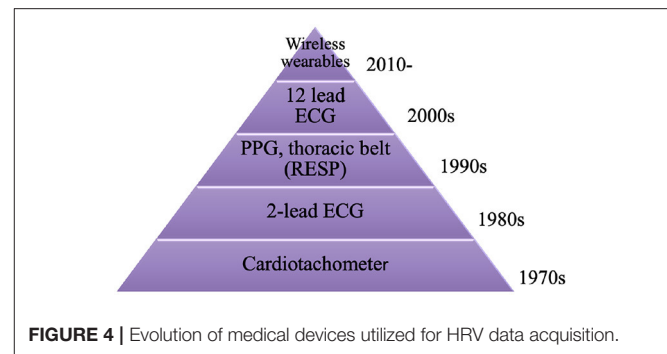 Wireless
wearables
2010-
12 lead
ECG
2000s
PPG, thoracic belt
(RESP)
1990s
2-lead ECG
1980s
Cardiotachometer
1970s
FIGURE 4 | Evolution of medical devices utilized for HRV data acquisition.